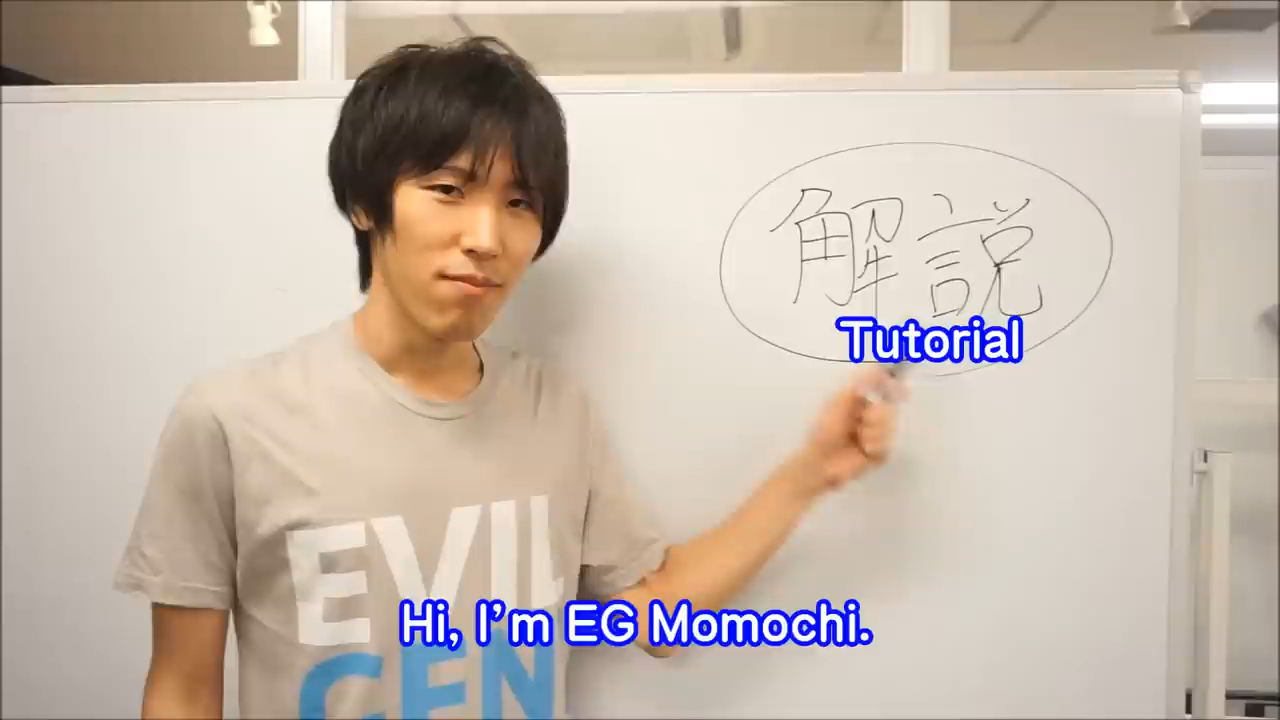 解説
Tutorial
EVIL
GEN
Hi, I'm EG Momochi.